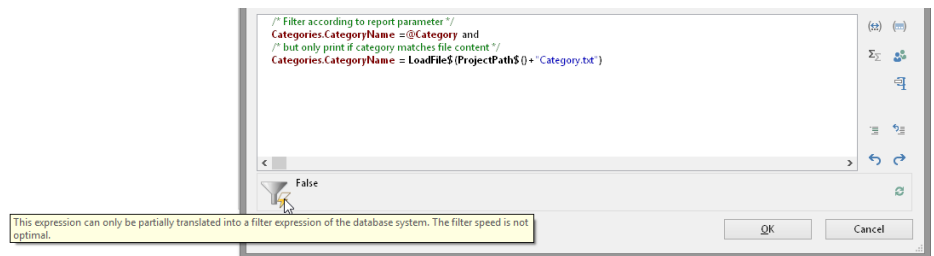 /* Filter according to report parameter */
Categories.CategoryName =@Category and
/* but only print if category matches file content */
Categories.CategoryName = LoadFile$(ProjectPath$()+"Category.txt")
False
This expression can only be partially translated into a filter expression of the database system. The filter speed is not
optimal.
OK
Cancel